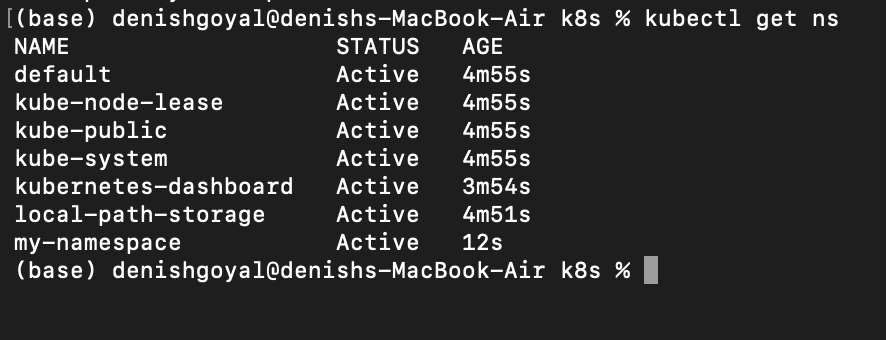 [(base) denishgoyal@denishs-MacBook-Air k8s % kubectl get ns
NAME STATUS AGE
default Active 4m55s
kube-node-lease Active 4m55s
kube-public Active 4m55s
kube-system Active 4m55s
kubernetes-dashboard Active 3m54s
local-path-storage Active 4m51s
my-namespace Active 12s
(base) denishgoyal@denishs-MacBook-Air k8s %